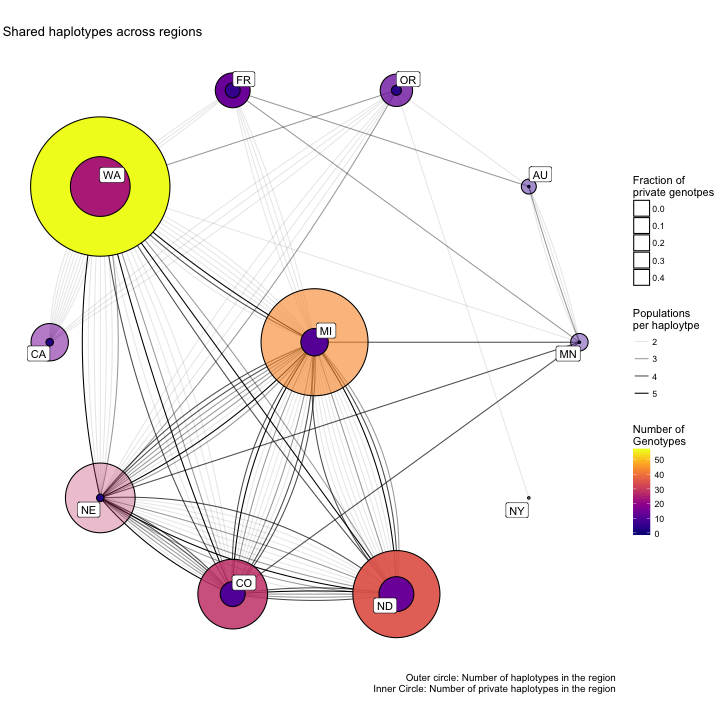 Shared haplotypes across regions
FR
OR
WA
AU
MI
CA
MN
NE
NY
CO
ND
Fraction of
private genotpes
0.0
0.1
0.2
0.3
0.4
Populations
per haploytpe
2
3
4
5
Number of
Genotypes
50
40
30
20
10
0
Outer circle: Number of haplotypes in the region
Inner Circle: Number of private haplotypes in the region